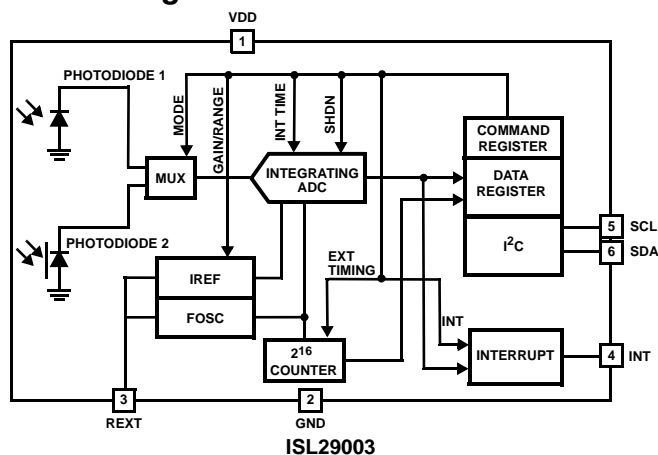 VDD
1
PHOTODIODE 1
MODE
GAIN/RANGE
INT TIME
SHDN
COMMAND
REGISTER
MUX
INTEGRATING
ADC
DATA
REGISTER
PHOTODIODE 2
I2C
5 SCL
6 SDA
IREF
EXT
TIMING
FOSC
INT
216
COUNTER
INTERRUPT
4 INT
3
REXT
2
GND
ISL29003